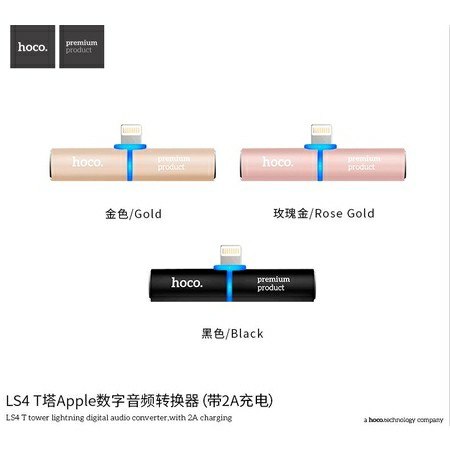 hoco.
premium
product
hoco.
premium
product
hoco.
premium
product
金色/Gold
玫瑰金/Rose Gold
hoco.
premium
product
黑色/Black
LS4 T塔Apple数字音频转换器(带2A充电)
LS4 T tower lightning digital audio converter,with 2A charging
a hoco.technology company